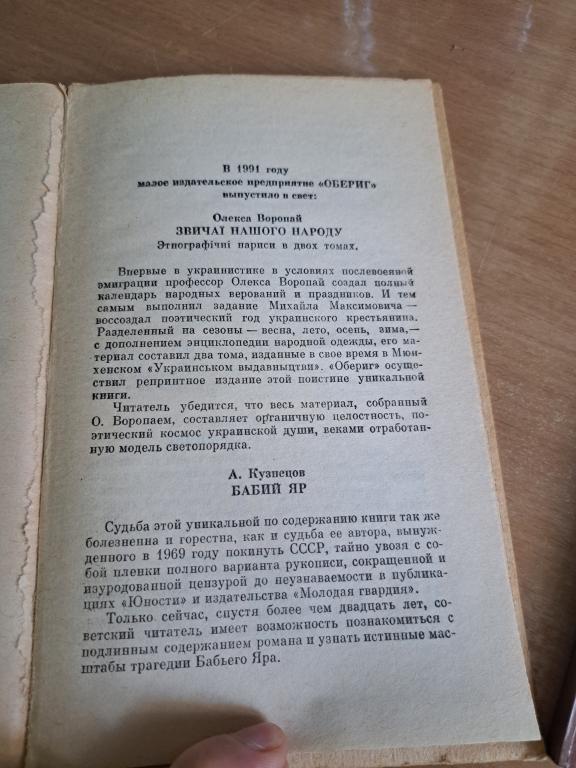 В 1991 году
малое издательское предприятие «ОБЕРИГ»
выпустило в свет:
Олекса Воропай
ЗВИЧАЇ НАШОГО НАРОДУ
Этнографічні нариси в двох томах.
Впервые в украинистике в условиях послевоенной
эмиграции профессор Олекса Воропай создал полный
календарь народных верований и праздников. И тем
самым выполнил задание Михайла Максимовича —
воссоздал поэтический год украинского крестьянина.
Разделенный на сезоны — весна, лето, осень, зима,—
с дополнением энциклопедии народной одежды, его ма-
териал составил два тома, изданные в свое время в Мюн-
хенском «Украинськом выдавныцтви». «Обериг» осуще-
ствил репринтное издание этой поистине уникальной
книги.
Читатель убедится, что весь материал, собранный
О. Воропаем, составляет органичную целостность, по-
этический космос украинской души, веками отработан-
ную модель светопорядка.
А. Кузнецов
БАБИЙ ЯР
Судьба этой уникальной по содержанию книги так же
болезненна и горестна, как и судьба ее автора, вынуж-
денного в 1969 году покинуть СССР, тайно увозя с со-
бой пленки полного варианта рукописи, сокращенной и
изуродованной цензурой до неузнаваемости в публика-
циях «Юности» и издательства «Молодая гвардия».
Только сейчас, спустя более чем двадцать лет, со-
ветский читатель имеет возможность познакомиться с
подлинным содержанием романа и узнать истинные мас-
штабы трагедии Бабьего Яра.